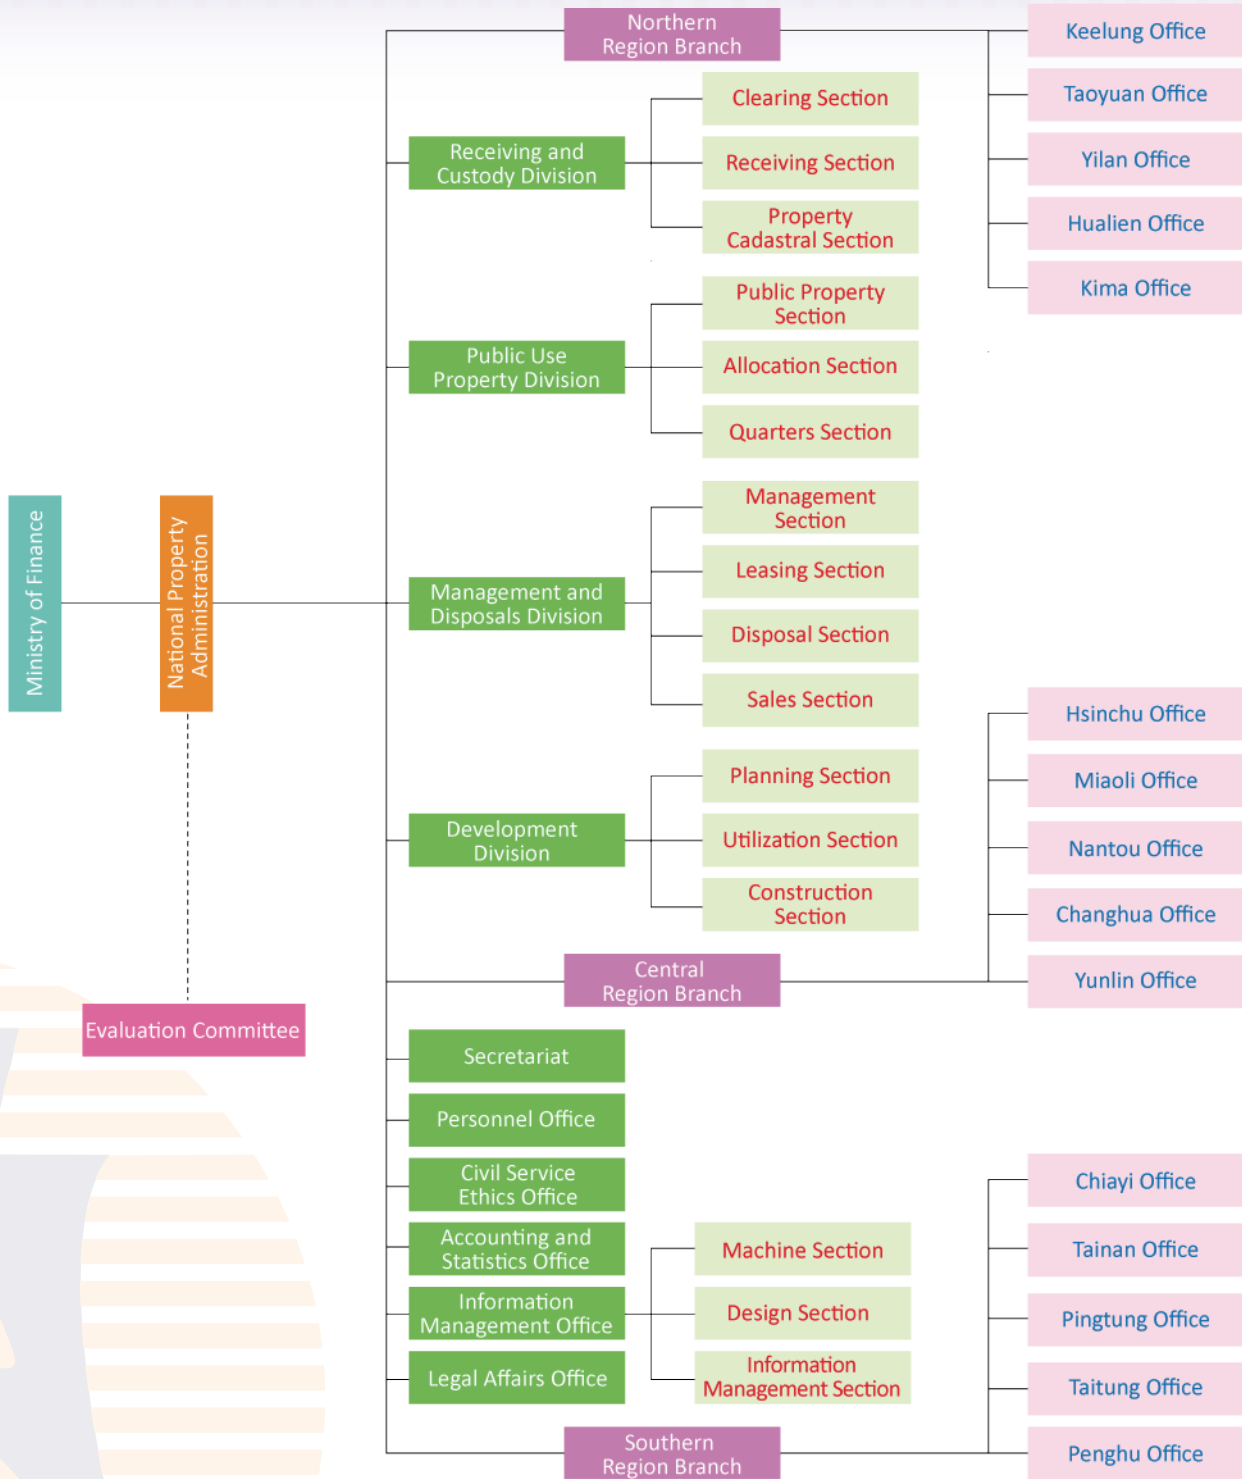 Ministry of Finance
National Property
Administration
Evaluation Committee
Northern
Region Branch
Keelung Office
Taoyuan Office
Yilan Office
Hualien Office
Kima Office
Receiving and
Custody Division
Clearing Section
Receiving Section
Property
Cadastral Section
Public Use
Property Division
Public Property
Section
Allocation Section
Quarters Section
Management and
Disposals Division
Management
Section
Leasing Section
Disposal Section
Sales Section
Development
Division
Planning Section
Utilization Section
Construction
Section
Central
Region Branch
Hsinchu Office
Miaoli Office
Nantou Office
Changhua Office
Yunlin Office
Secretariat
Personnel Office
Civil Service
Ethics Office
Accounting and
Statistics Office
Information
Management Office
Machine Section
Design Section
Information
Management Section
Legal Affairs Office
Southern
Region Branch
Chiayi Office
Tainan Office
Pingtung Office
Taitung Office
Penghu Office